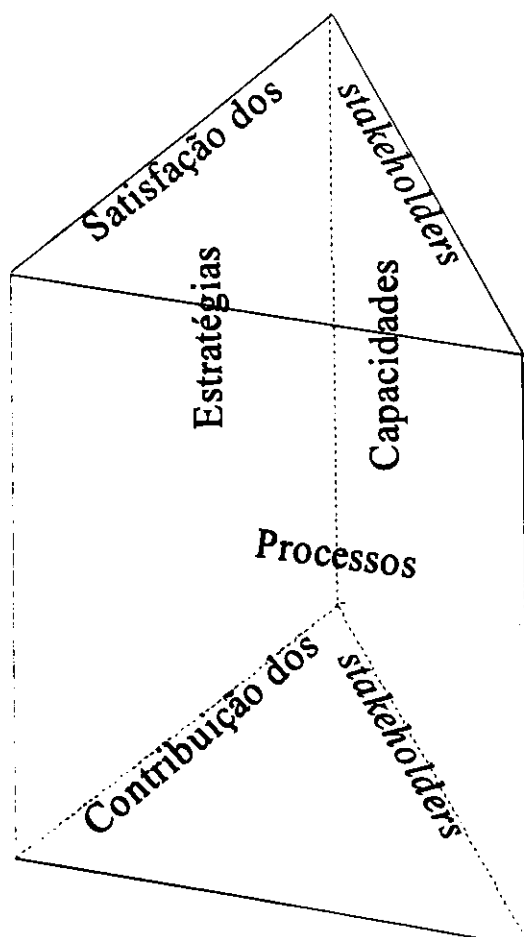 Satisfação dos
stakeholders
Estratégias
Capacidades
Processos
Contribuição dos
stakeholders